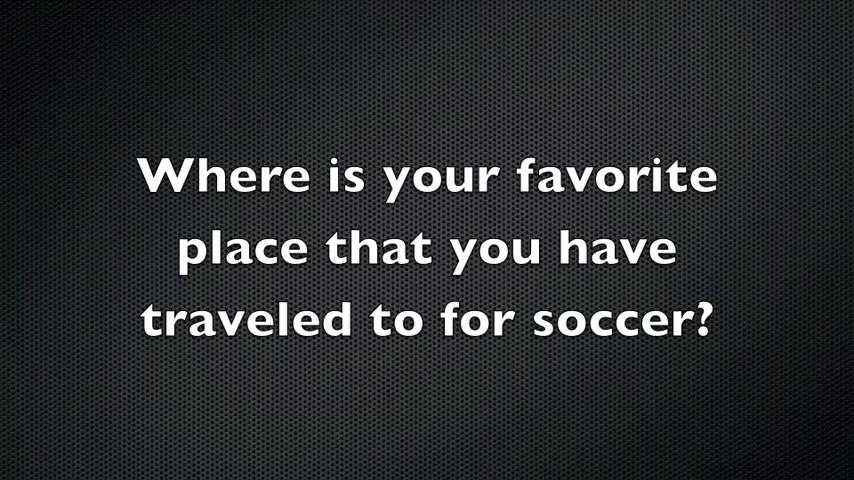 Where is your favorite
place that you have
traveled to for soccer?